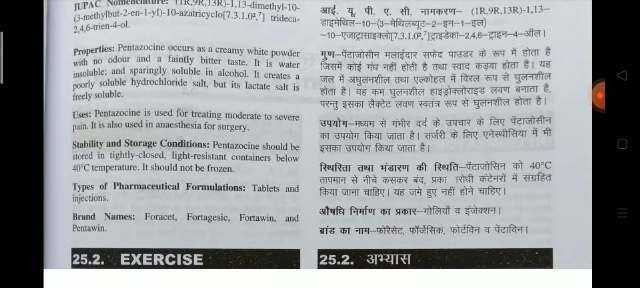 IUPAC Nomenclature: (1R,9R,13R)-1,13-dimethyl-10-
(3-methylbut-2-en-1-yl)-10-azatricyclo(7.3.1.0²,⁷] trideca-
2,4,6-trien-4-ol.
Properties: Pentazocine occurs as a creamy white powder
with no odour and a faintly bitter taste. It is water
insoluble; and sparingly soluble in alcohol. It creates a
poorly soluble hydrochloride salt, but its lactate salt is
freely soluble.
Uses: Pentazocine is used for treating moderate to severe
pain. It is also used in anaesthesia for surgery.
Stability and Storage Conditions: Pentazocine should be
stored in tightly-closed, light-resistant containers below
40°C temperature. It should not be frozen.
Types of Pharmaceutical Formulations: Tablets and
injections.
Brand Names: Foracet, Fortagesic, Fortawin, and
Pentawin.
25.2. EXERCISE
आई. यू. पी. ए. सी. नामकरण– (1R,9R,13R)-1,13-
डाइमेथिल-10-(3-मेथिलब्यूट-2-इन-1-इल)
-10-एजाट्रासाइक्लो[7.3.1.0²,⁷]ट्राइडेका-2,4,6-ट्राइन-4-ऑल।
गुण–पेंटाजोसीन मलाईदार सफेद पाउडर के रूप में होता है
जिसमें कोई गंध नहीं होती है तथा स्वाद कड़वा होता है। यह
जल में अघुलनशील तथा एल्कोहल में विरल रूप से घुलनशील
होता है। यह कम घुलनशील हाइड्रोक्लोराइड लवण बनाता है,
परन्तु इसका लैक्टेट लवण स्वतंत्र रूप से घुलनशील होता है।
उपयोग–मध्यम से गंभीर दर्द के उपचार के लिए पेंटाजोसीन
का उपयोग किया जाता है। सर्जरी के लिए एनेस्थीसिया में भी
इसका उपयोग किया जाता है।
स्थिरिता तथा भंडारण की स्थिति–पेंटाजोसिन को 40°C
तापमान से नीचे कसकर बंद, प्रका रोपी कंटेनरों में संग्रहित
किया जाना चाहिए। यह जमे हुए नहीं होने चाहिए।
औषधि निर्माण का प्रकार–गोलियाँ व इंजेक्शन।
ब्रांड का नाम–फोरेसेट, फॉर्जेसिक, फोर्टविन व पेंटाविन।
25.2. अभ्यास